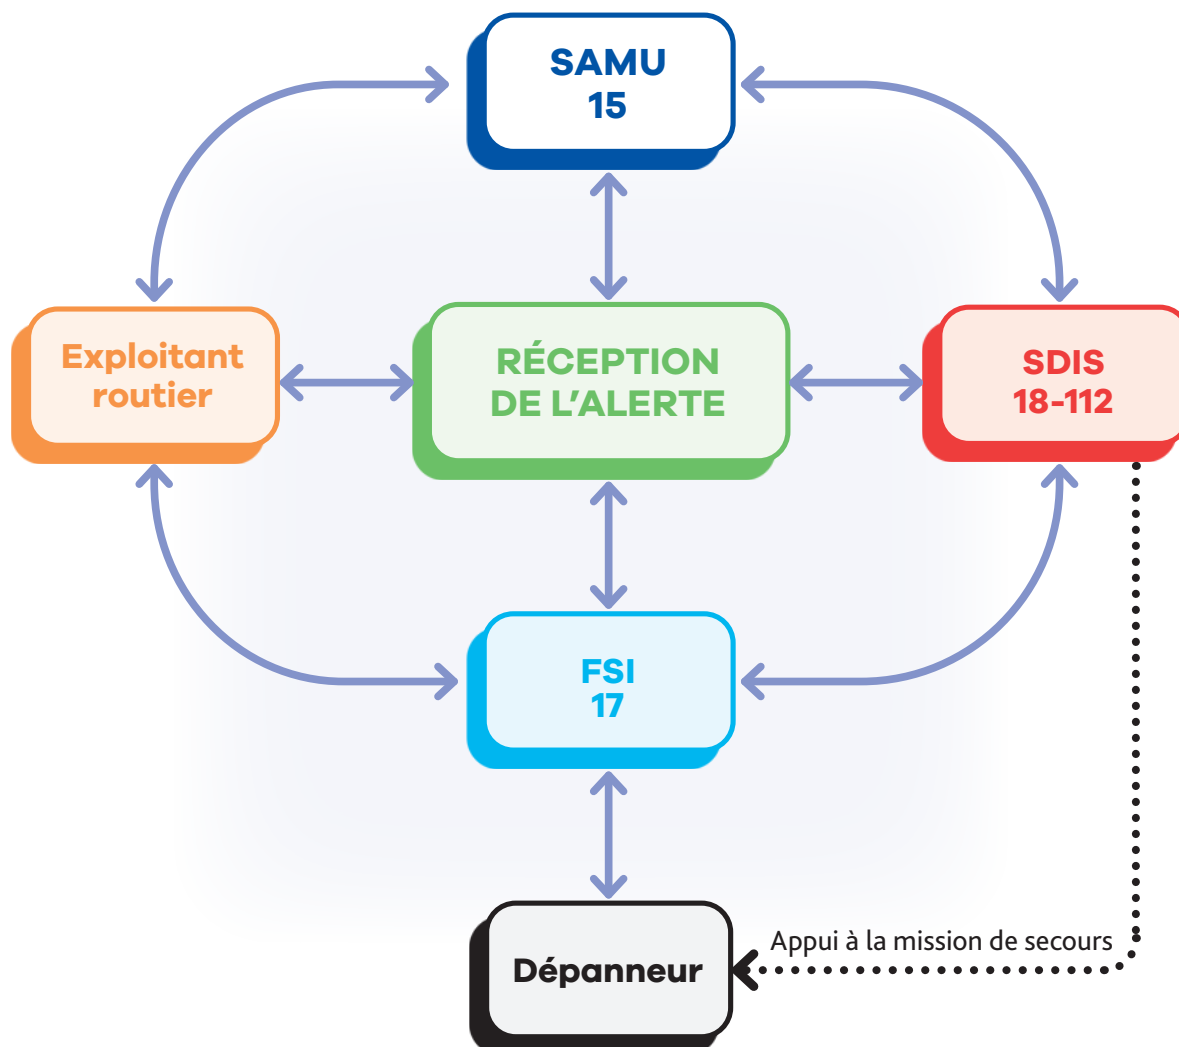 SAMU
15
Exploitant
routier
RÉCEPTION
DE L’ALERTE
SDIS
18-112
FSI
17
Appui à la mission de secours
Dépanneur